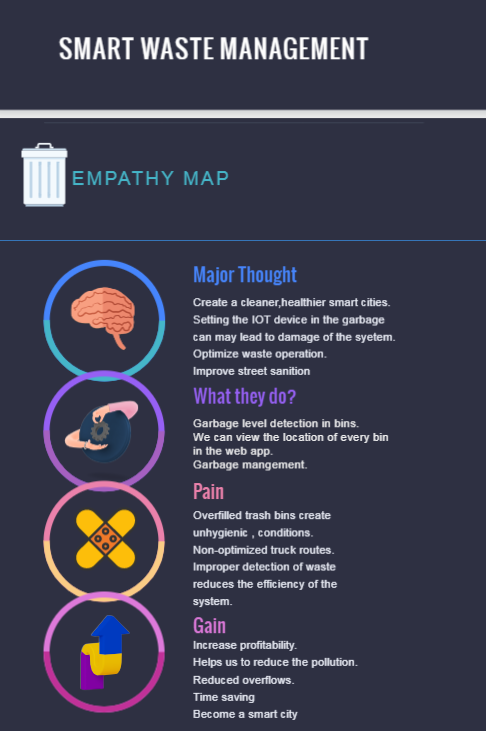 SMART WASTE MANAGEMENT
EMPATHY MAP
Major Thought
Create a cleaner,healthier smart cities.
Setting the IOT device in the garbage
can may lead to damage of the syetem.
Optimize waste operation.
Improve street sanition
What they do?
Garbage level detection in bins.
We can view the location of every bin
in the web app.
Garbage mangement.
Pain
Overfilled trash bins create
unhygienic , conditions.
Non-optimized truck routes.
Improper detection of waste
reduces the efficiency of the
system.
Gain
Increase profitability.
Helps us to reduce the pollution.
Reduced overflows.
Time saving
Become a smart city